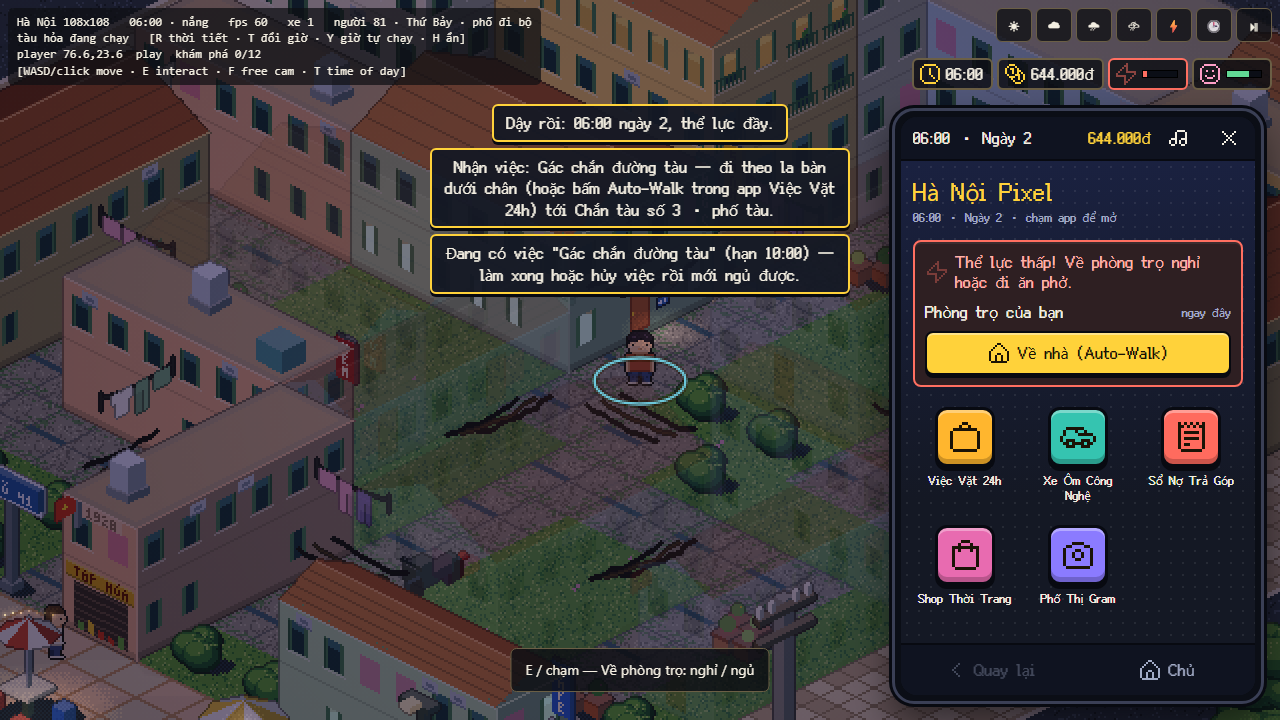 Hà Nội 108x108 06:00 · nắng fps 60 xe 1 người 81 · Thứ Bảy · phố đi bộ
tàu hỏa đang chạy [R thời tiết · T đổi giờ · Y giờ tự chạy · H ẩn]
player 76.6,23.6 play khám phá 0/12
[WASD/click move · E interact · F free cam · T time of day]
06:00
644.000đ
Dậy rồi: 06:00 ngày 2, thể lực đầy.
Nhận việc: Gác chắn đường tàu — đi theo la bàn
dưới chân (hoặc bấm Auto-Walk trong app Việc Vặt
24h) tới Chắn tàu số 3 · phố tàu.
Đang có việc "Gác chắn đường tàu" (hạn 10:00) —
làm xong hoặc hủy việc rồi mới ngủ được.
06:00 · Ngày 2 644.000đ
Hà Nội Pixel
06:00 · Ngày 2 · chạm app để mở
Thể lực thấp! Về phòng trọ nghỉ
hoặc đi ăn phở.
Phòng trọ của bạn ngay đây
Về nhà (Auto-Walk)
Việc Vặt 24h
Xe Ôm Công
Nghệ
Sổ Nợ Trả Góp
Shop Thời Trang
Phố Thị Gram
Quay lại
Chủ
1928
TẠP HÓA
E / chạm — Về phòng trọ: nghỉ / ngủ